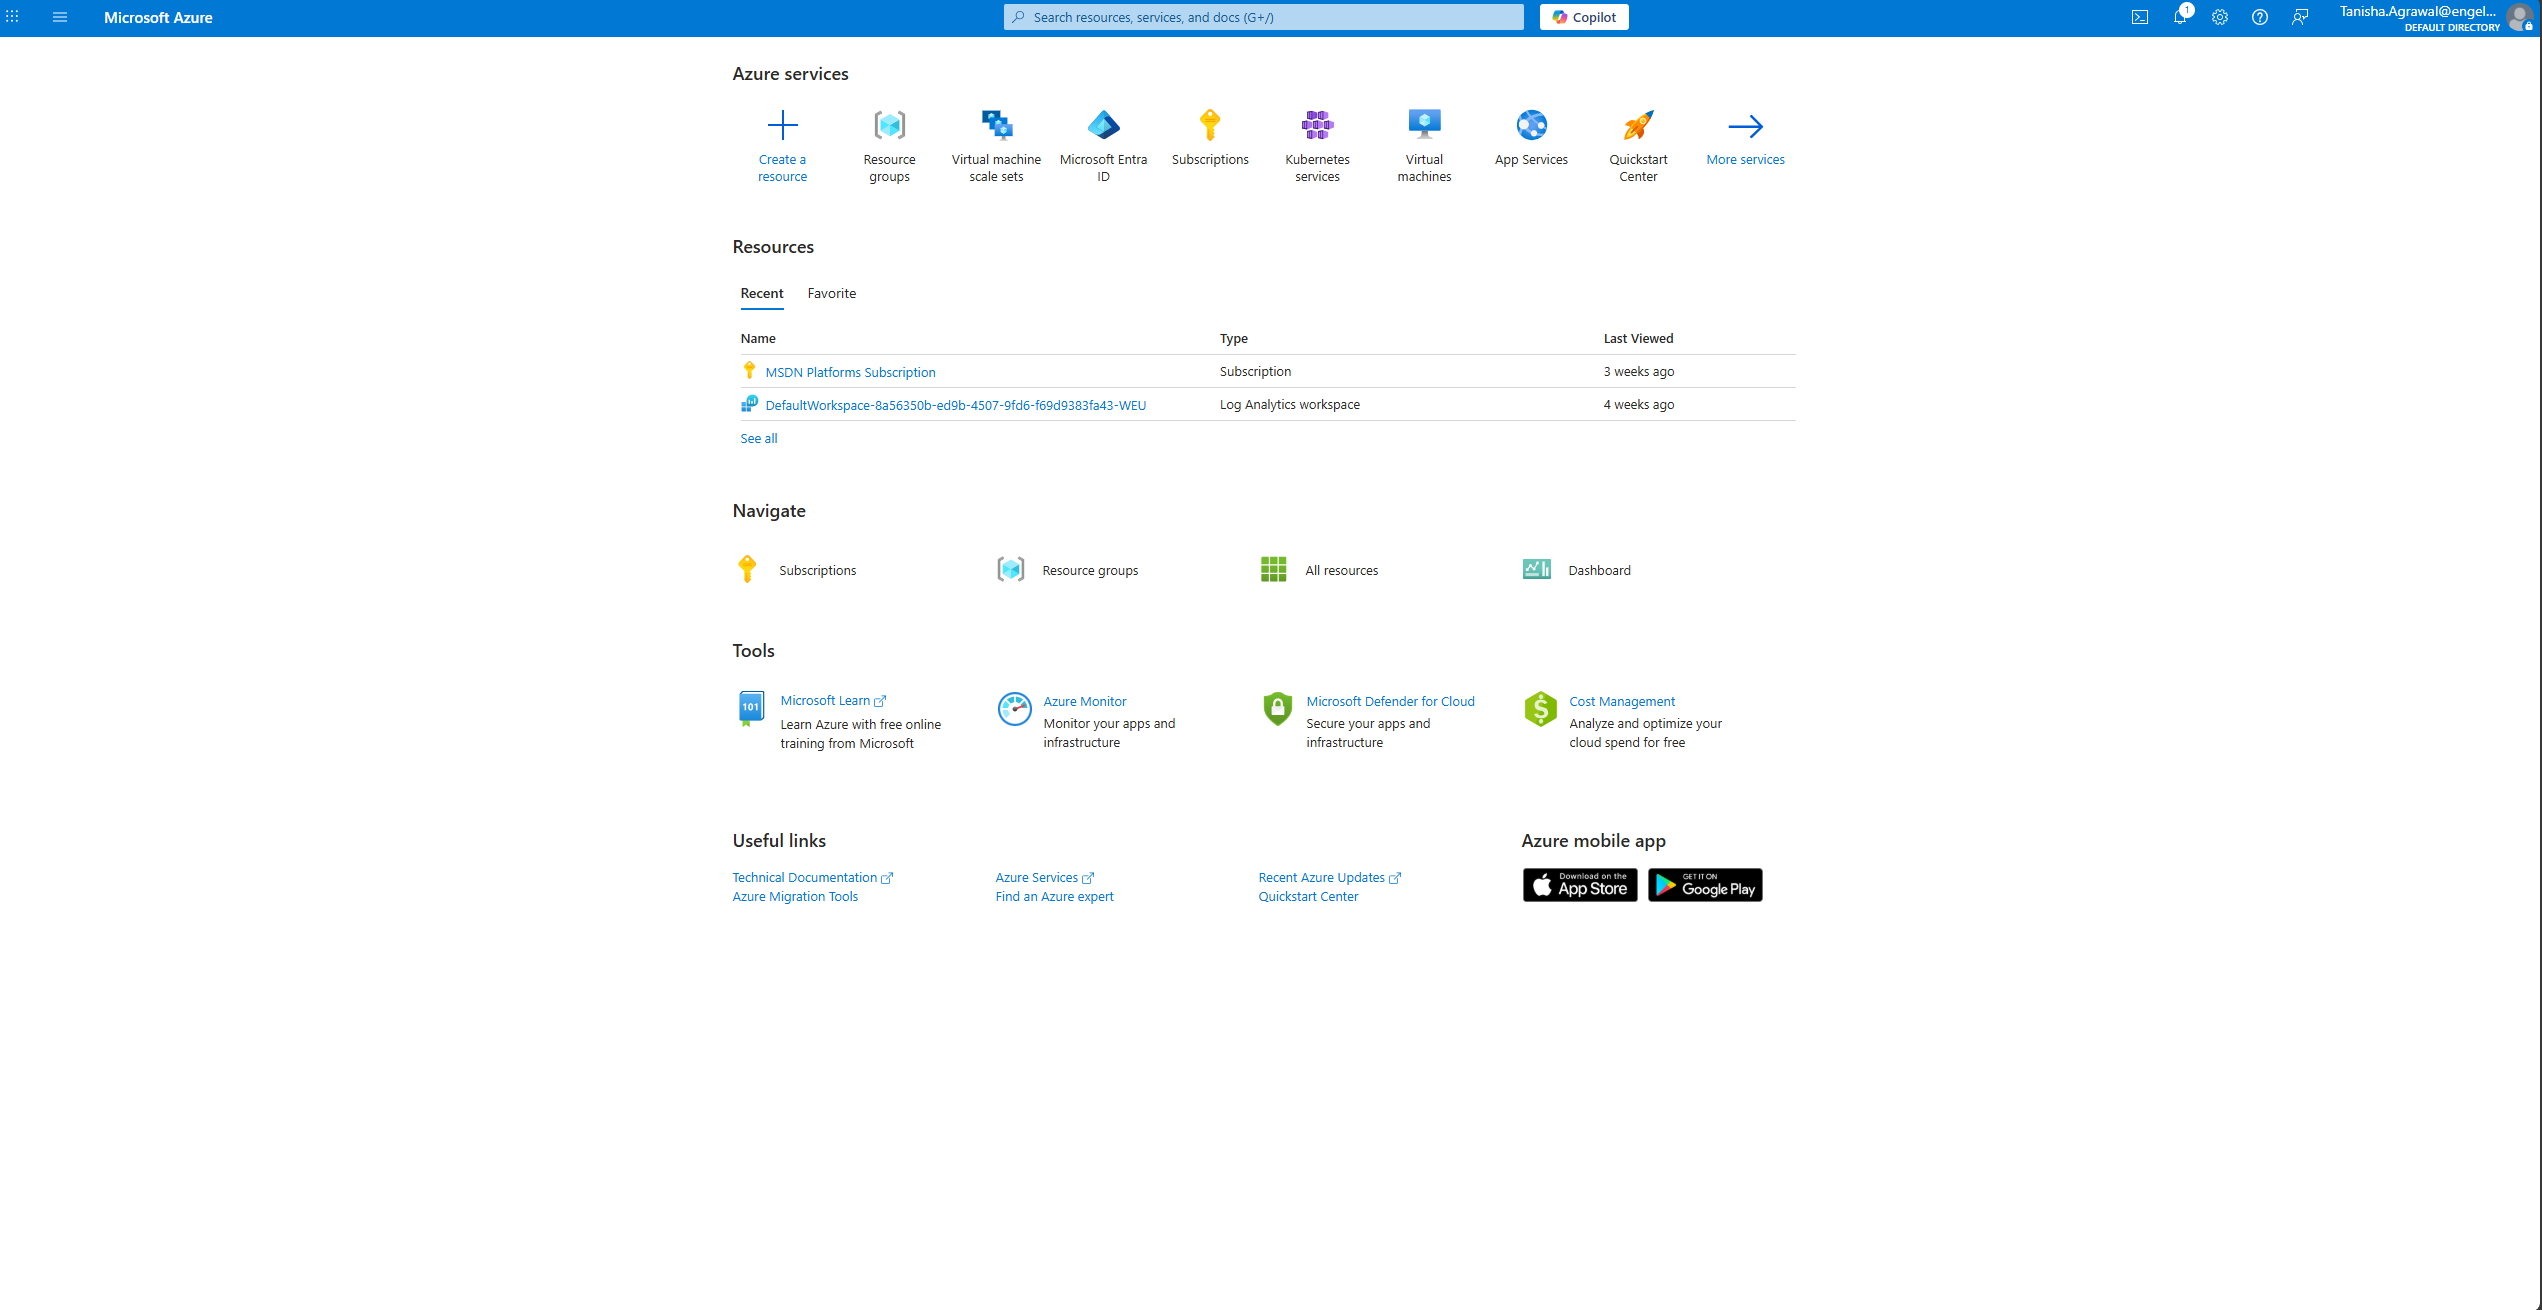 Microsoft Azure
Search resources, services, and docs (G+/)
Copilot
1
Tanisha.Agrawal@engel...
DEFAULT DIRECTORY
Azure services
Create a resource
Resource groups
Virtual machine scale sets
Microsoft Entra ID
Subscriptions
Kubernetes services
Virtual machines
App Services
Quickstart Center
More services
Resources
Recent Favorite
Name Type Last Viewed
MSDN Platforms Subscription Subscription 3 weeks ago
DefaultWorkspace-8a56350b-ed9b-4507-9fd6-f69d9383fa43-WEU Log Analytics workspace 4 weeks ago
See all
Navigate
Subscriptions
Resource groups
All resources
Dashboard
Tools
101
Microsoft Learn
Learn Azure with free online
training from Microsoft
Azure Monitor
Monitor your apps and
infrastructure
Microsoft Defender for Cloud
Secure your apps and
infrastructure
$
Cost Management
Analyze and optimize your
cloud spend for free
Useful links
Technical Documentation
Azure Migration Tools
Azure Services
Find an Azure expert
Recent Azure Updates
Quickstart Center
Azure mobile app
Download on the
App Store
GET IT ON
Google Play